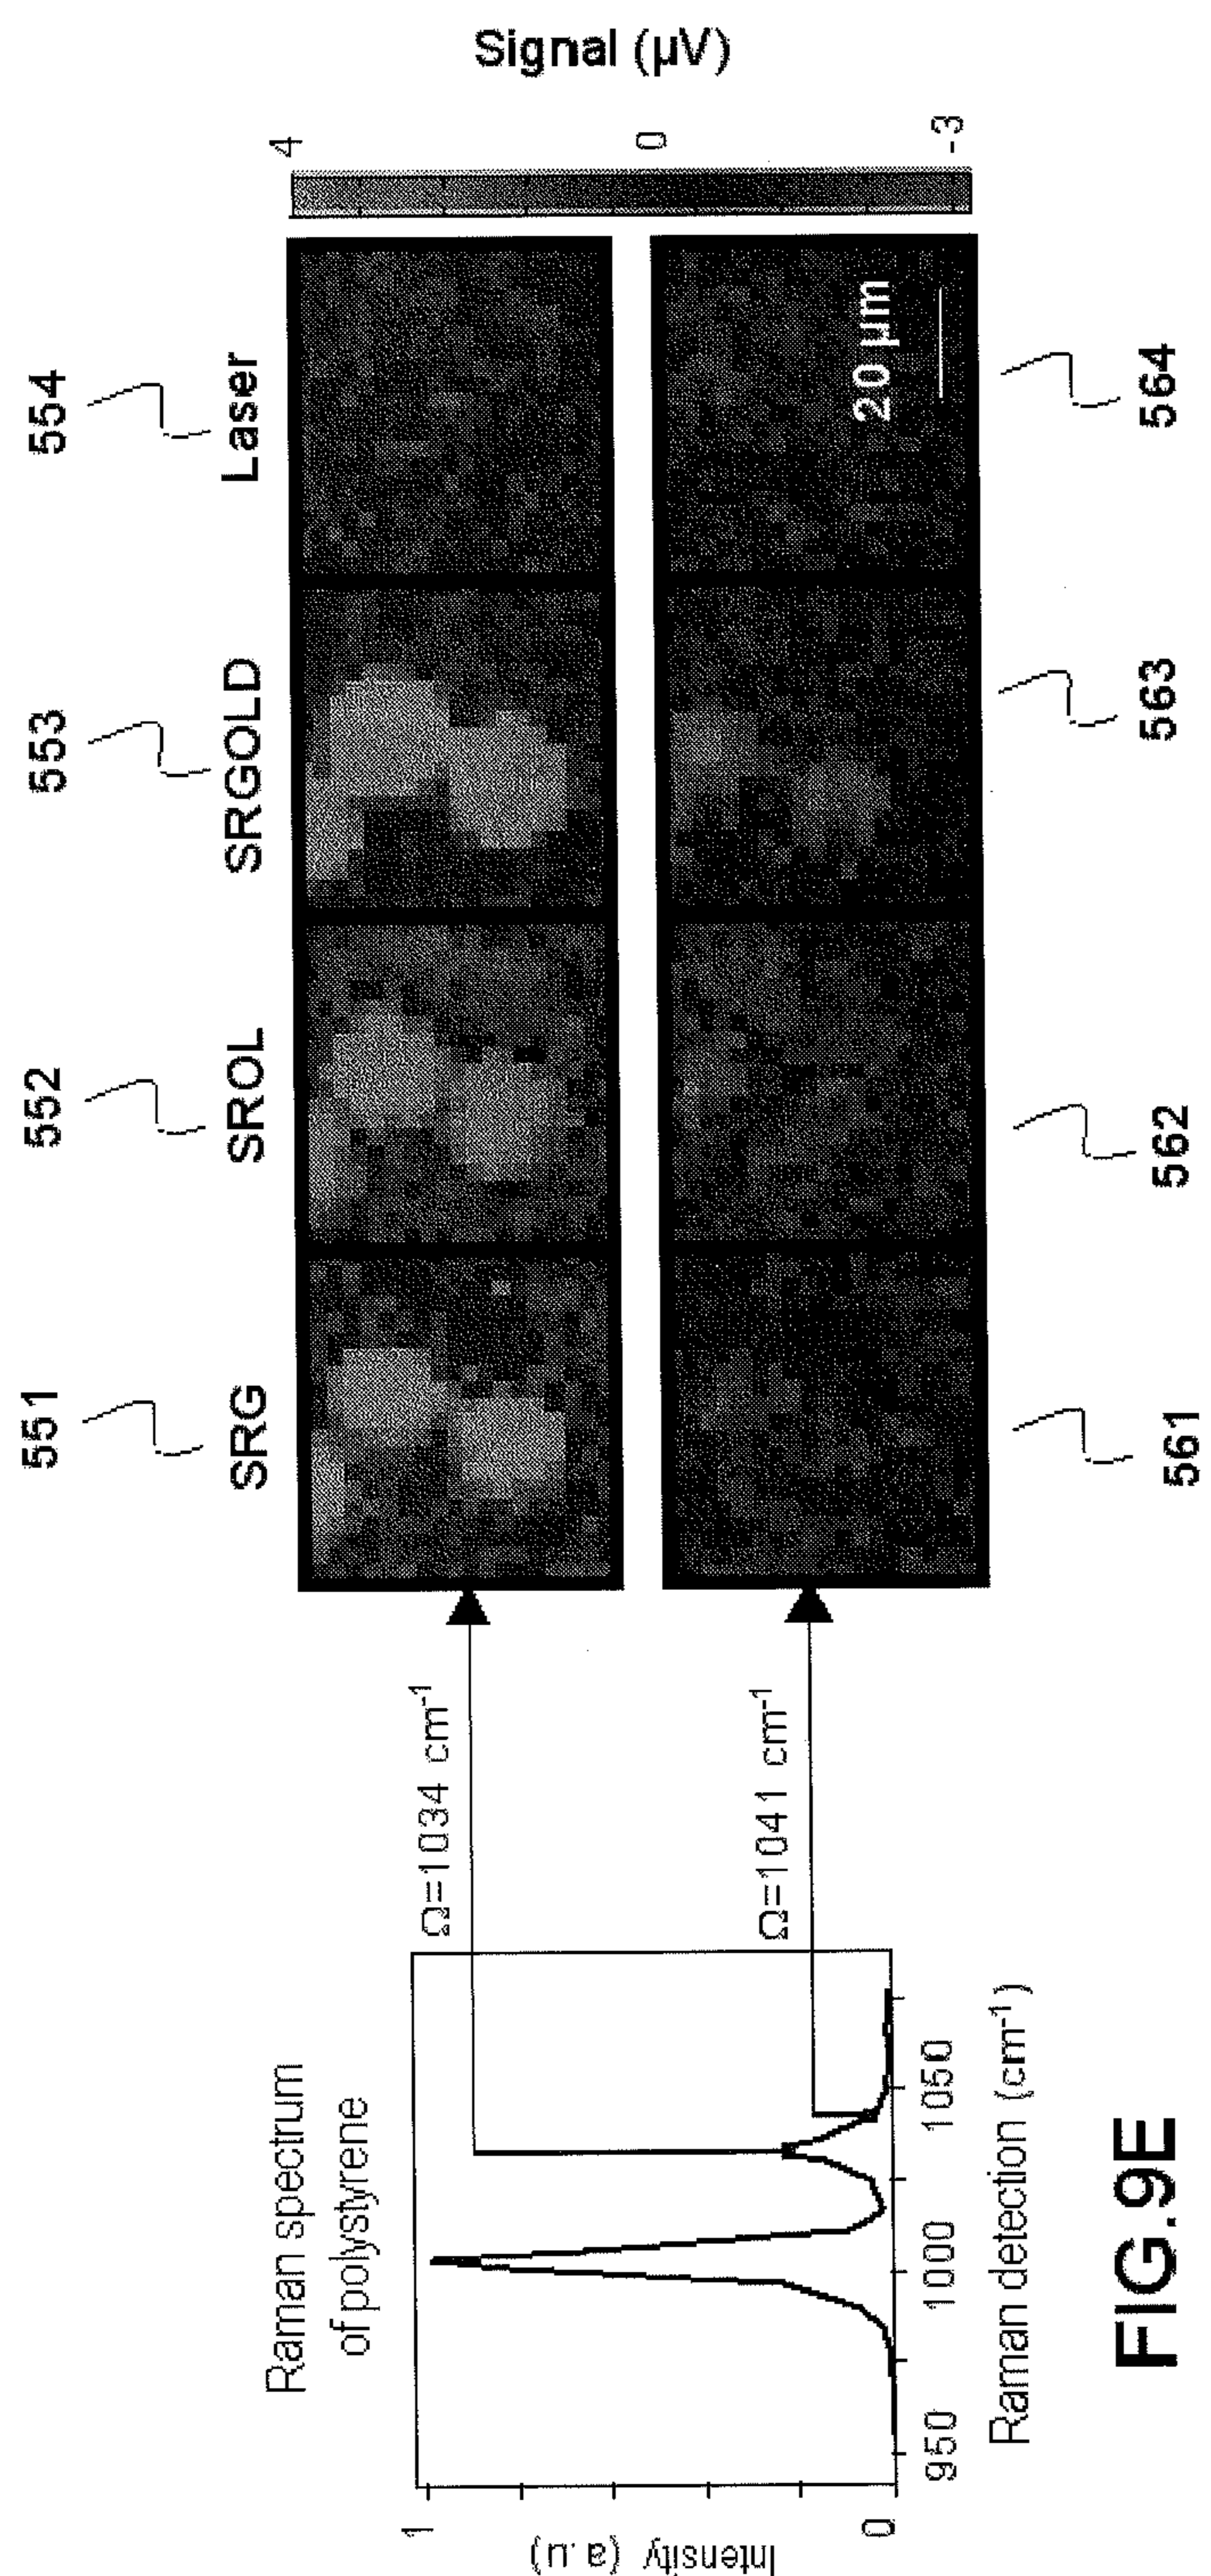 Raman spectrum
of polystyrene
Intensity (a.u)
1
0
950
1000
1050
Raman detection (cm⁻¹)
Ω=1034 cm⁻¹
Ω=1041 cm⁻¹
551
552
553
554
SRG
SROL
SRGOLD
Laser
20 µm
561
562
563
564
4
0
-3
Signal (µV)
FIG.9E